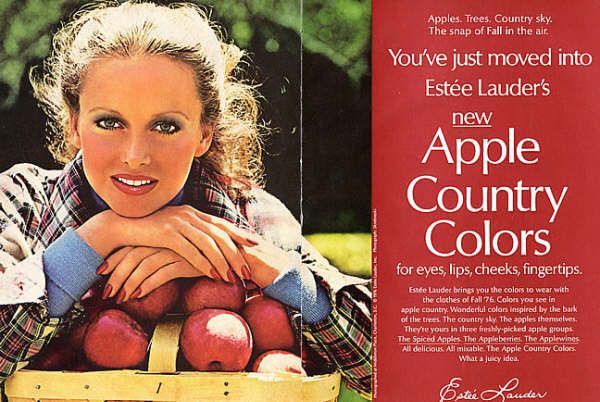 Apples. Trees. Country sky.
The snap of Fall in the air.
You've just moved into
Estée Lauder's
new
Apple
Country
Colors
for eyes, lips, cheeks, fingertips.
Estée Lauder brings you the colors to wear with
the clothes of Fall '76. Colors you see in
apple country. Wonderful colors inspired by the bark
of the trees. The country sky. The apples themselves.
They're yours in three freshly-picked apple groups.
The Spiced Apples. The Appleberries. The Applewines.
All delicious. All mixable. The Apple Country Colors.
What a juicy idea.
Estée Lauder